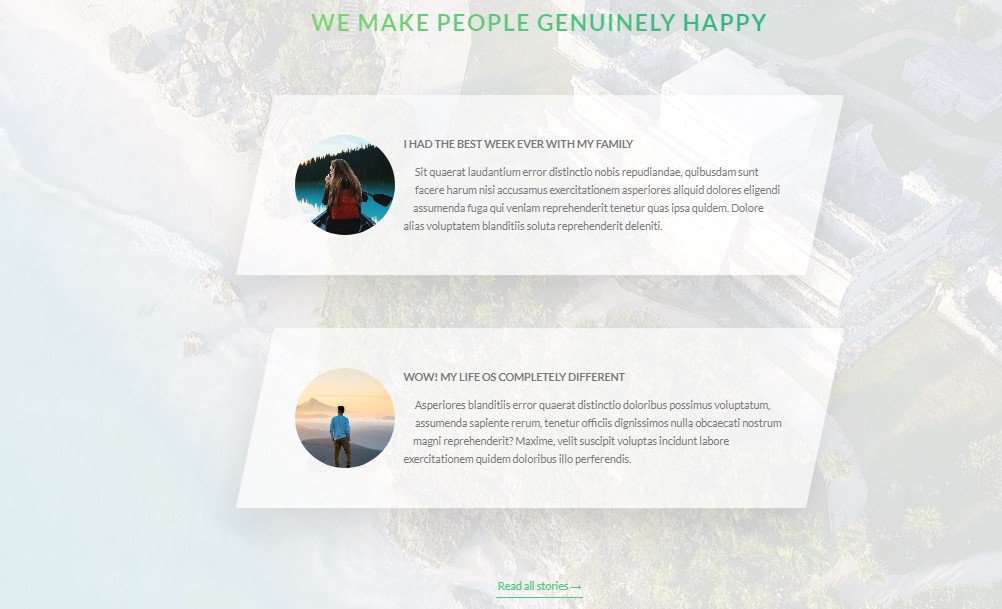 WE MAKE PEOPLE GENUINELY HAPPY
I HAD THE BEST WEEK EVER WITH MY FAMILY
Sit quaerat laudantium error distinctio nobis repudiandae, quibusdam sunt
facere harum nisi accusamus exercitationem asperiores aliquid dolores eligendi
assumenda fuga qui veniam reprehenderit tenetur quas ipsa quidem. Dolore
alias voluptatem blanditiis soluta reprehenderit deleniti.
WOW! MY LIFE OS COMPLETELY DIFFERENT
Asperiores blanditiis error quaerat distinctio doloribus possimus voluptatum,
assumenda sapiente rerum, tenetur officiis dignissimos nulla obcaecati nostrum
magni reprehenderit? Maxime, velit suscipit voluptas incidunt labore
exercitationem quidem doloribus illo perferendis.
Read all stories →